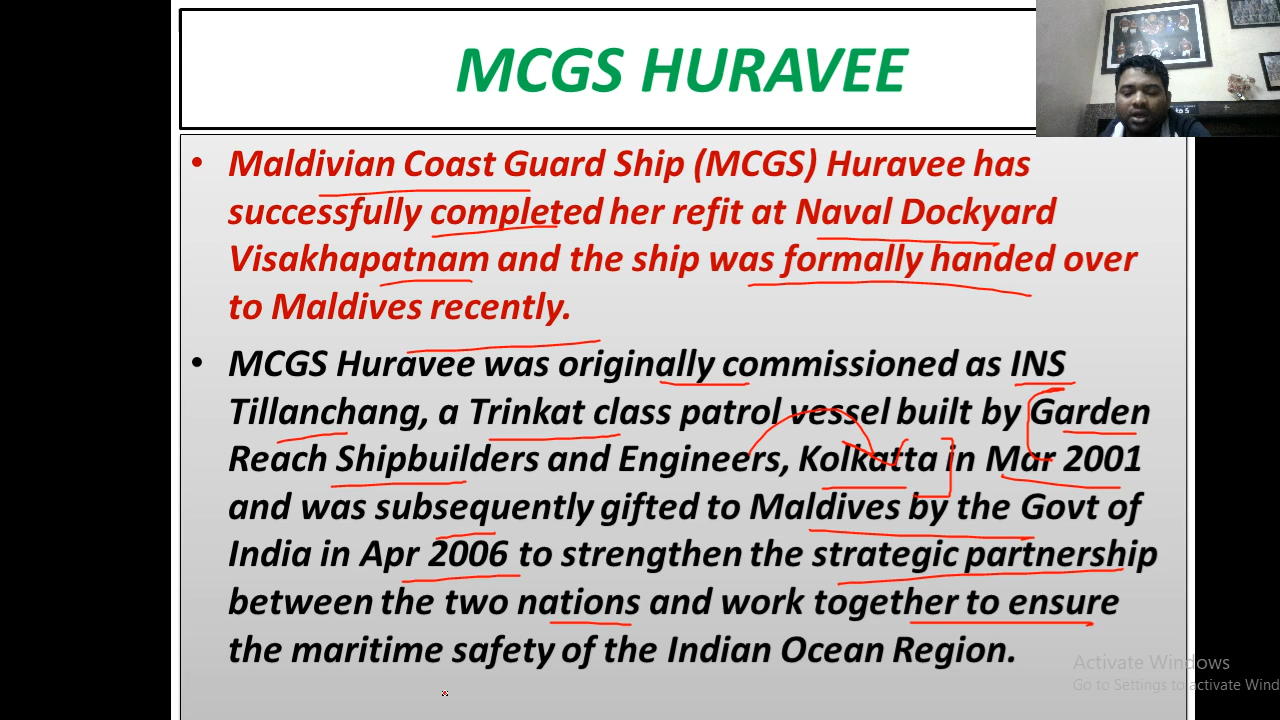 MCGS HURAVEE
• Maldivian Coast Guard Ship (MCGS) Huravee has
successfully completed her refit at Naval Dockyard
Visakhapatnam and the ship was formally handed over
to Maldives recently.
• MCGS Huravee was originally commissioned as INS
Tillanchang, a Trinkat class patrol vessel built by Garden
Reach Shipbuilders and Engineers, Kolkatta in Mar 2001
and was subsequently gifted to Maldives by the Govt of
India in Apr 2006 to strengthen the strategic partnership
between the two nations and work together to ensure
the maritime safety of the Indian Ocean Region.
Activate Windows
Go to Settings to activate Wind